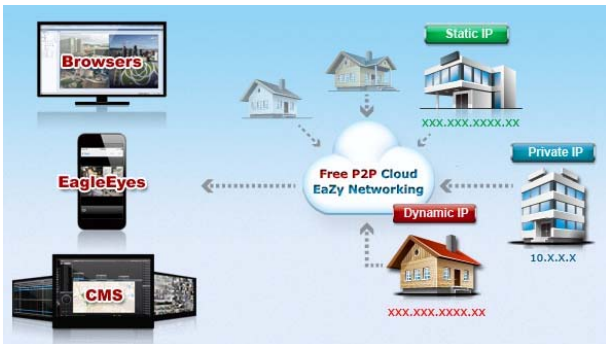 Browsers
Static IP
xxx.xxx.xxxx.xx
EagleEyes
Free P2P Cloud
EaZy Networking
Private IP
10.x.x.x
Dynamic IP
xxx.xxx.xxxx.xx
CMS